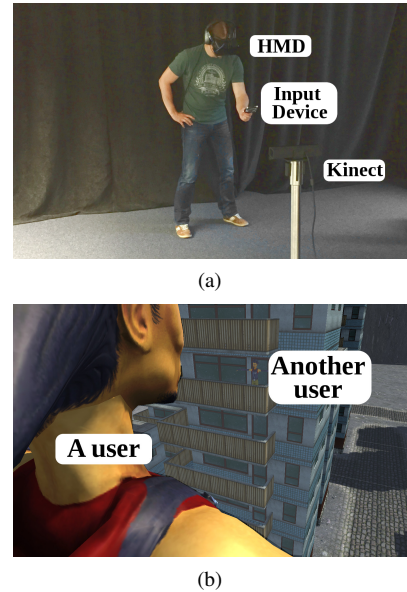 HMD
Input
Device
Kinect
(a)
Another
user
A user
(b)